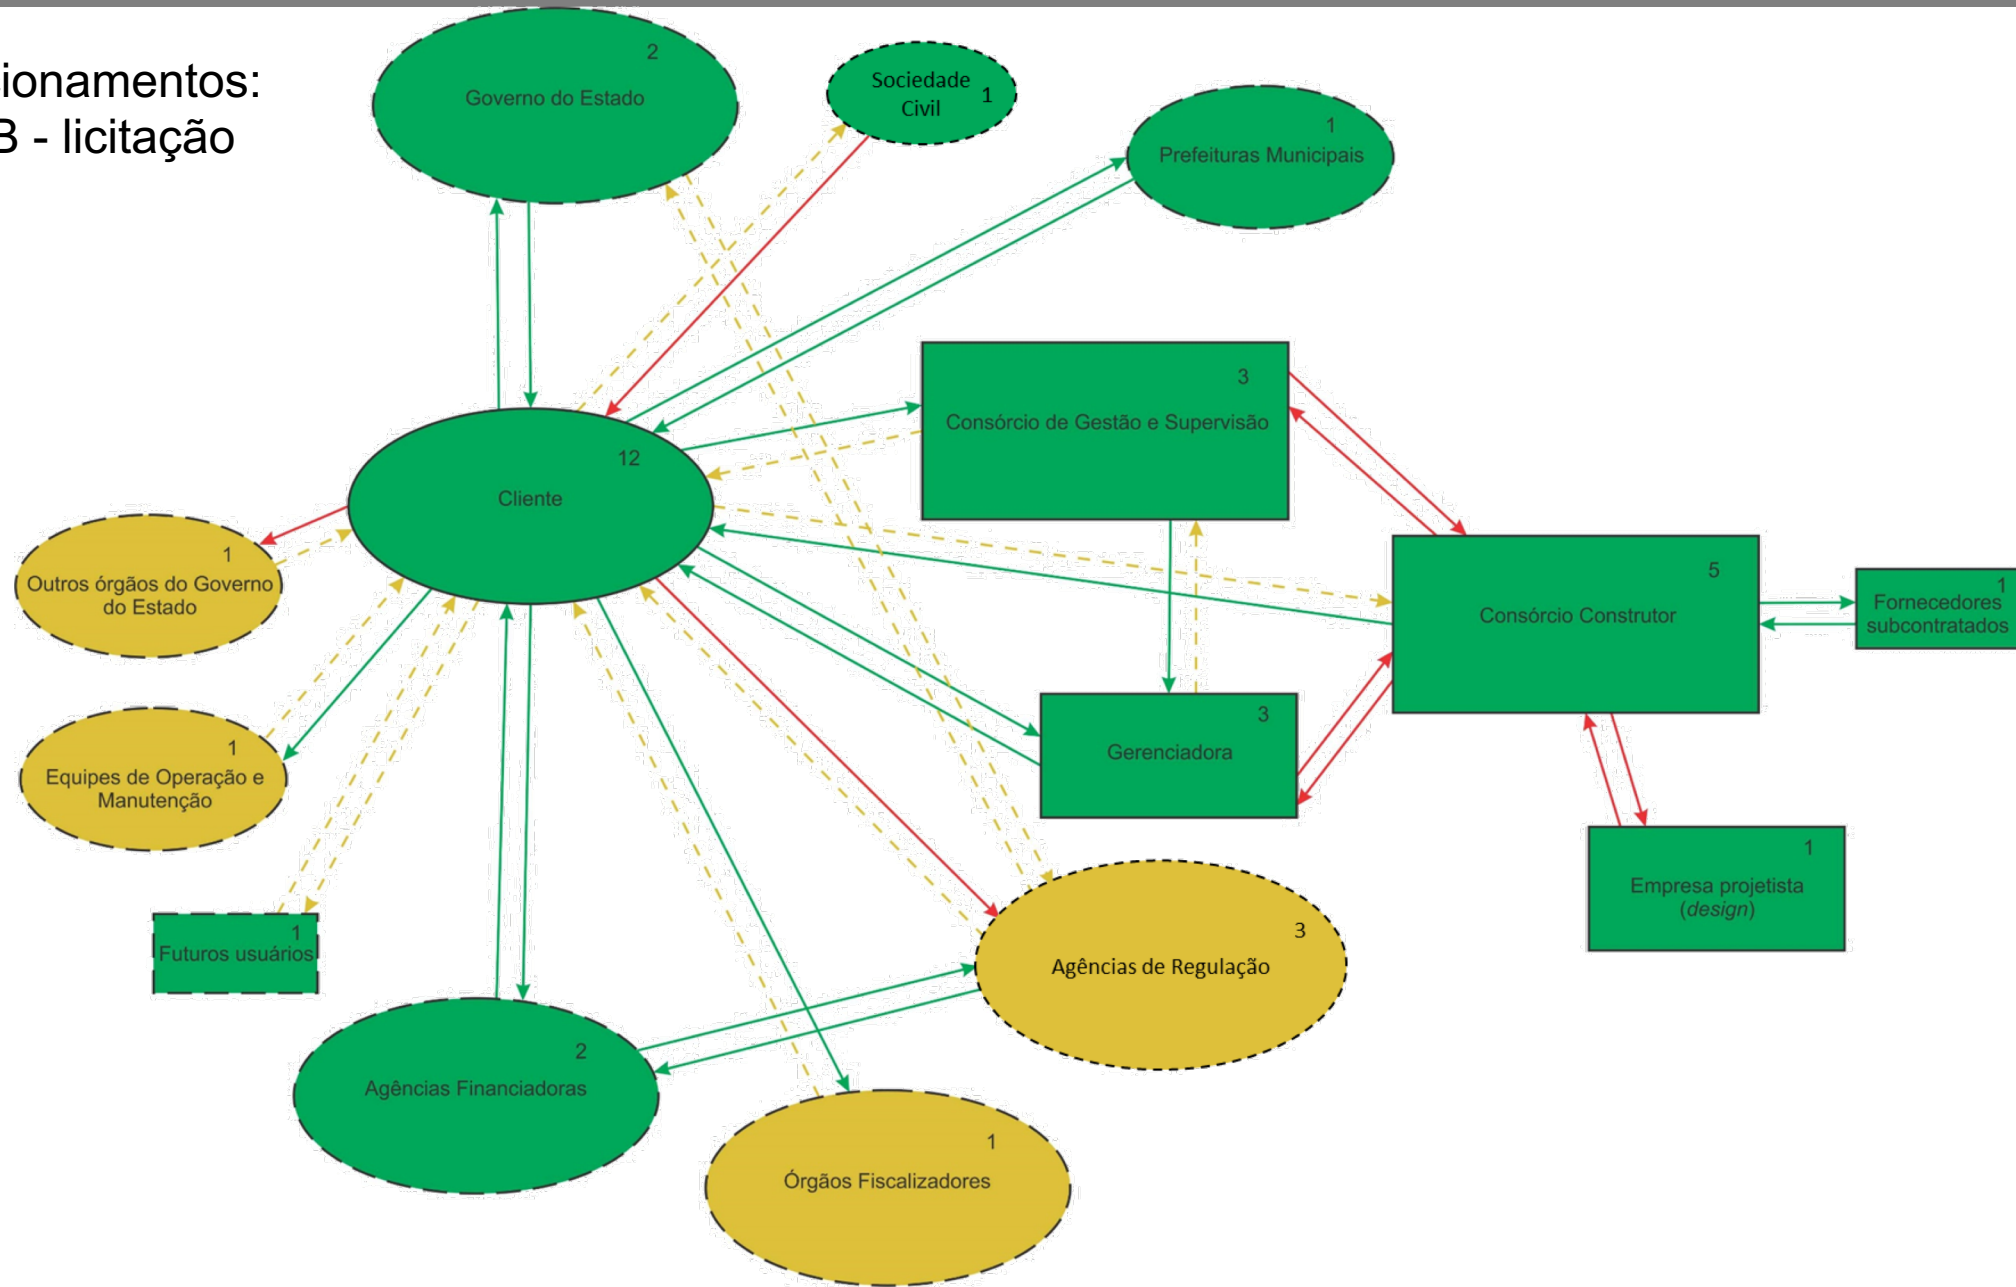 cionamentos:
B - licitação
2
Governo do Estado
Sociedade
Civil 1
1
Prefeituras Municipais
3
Consórcio de Gestão e Supervisão
12
Cliente
1
Outros órgãos do Governo
do Estado
5
Consórcio Construtor
1
Fornecedores
subcontratados
3
Gerenciadora
1
Equipes de Operação e
Manutenção
1
Empresa projetista
(design)
1
Futuros usuários
3
Agências de Regulação
2
Agências Financiadoras
1
Órgãos Fiscalizadores